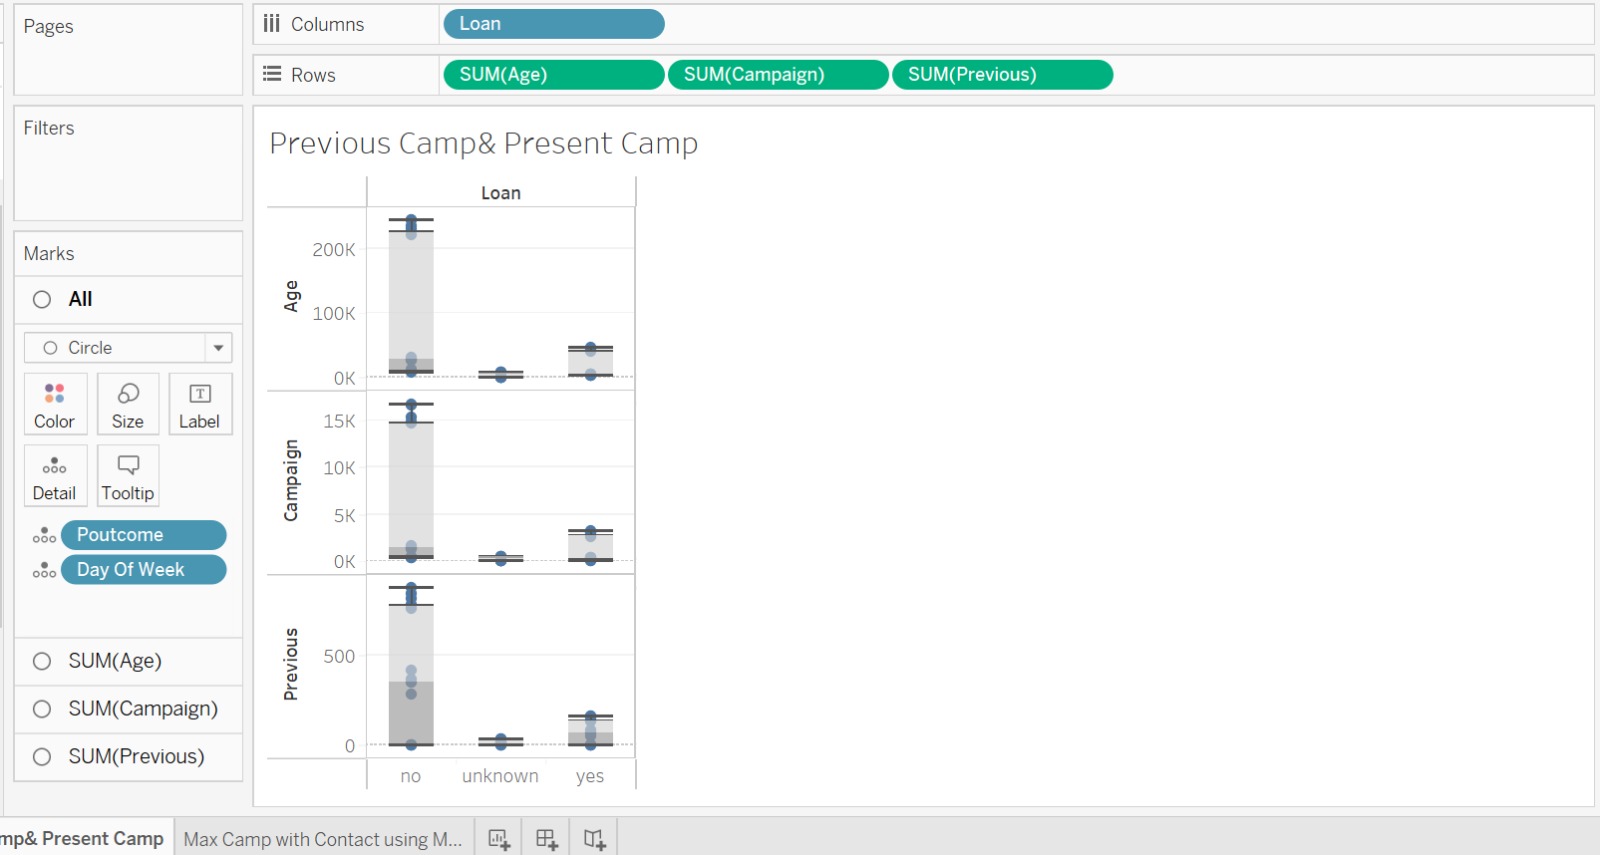 Pages
Columns
Loan
Rows
SUM(Age)
SUM(Campaign)
SUM(Previous)
Filters
Previous Camp& Present Camp
Loan
Marks
All
Circle
Color
Size
Label
Detail
Tooltip
Poutcome
Day Of Week
SUM(Age)
SUM(Campaign)
SUM(Previous)
Age
200K
100K
0K
Campaign
15K
10K
5K
0K
Previous
500
0
no
unknown
yes
mp& Present Camp
Max Camp with Contact using M...